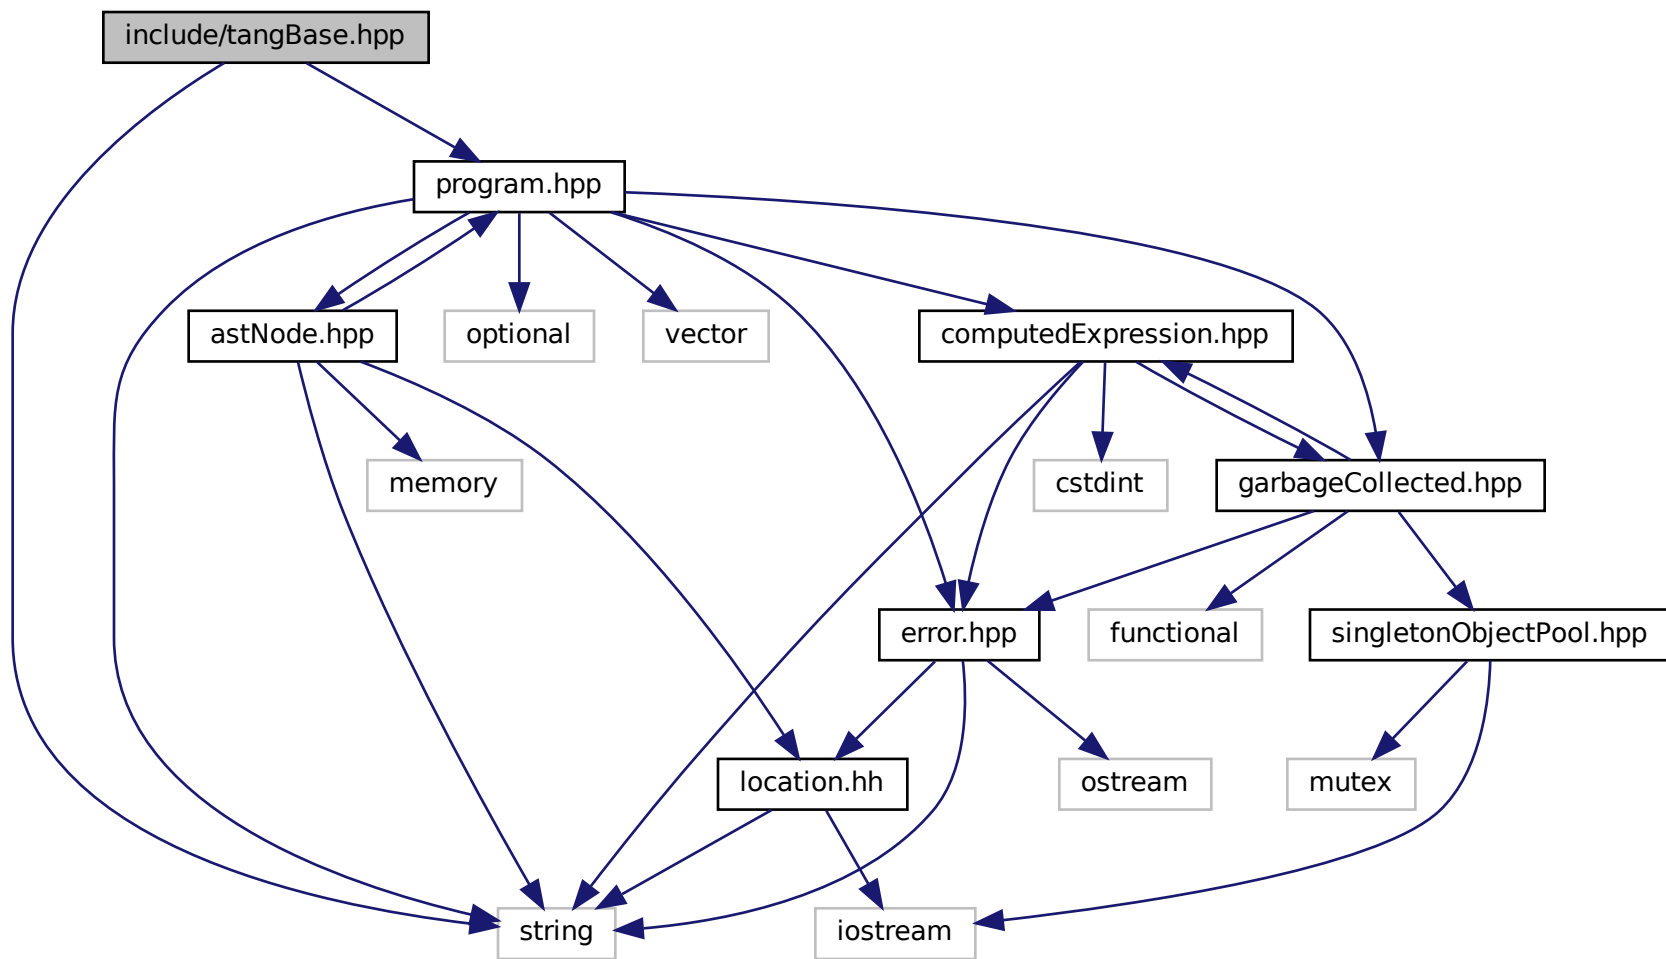 include/tangBase.hpp
program.hpp
astNode.hpp
optional
vector
computedExpression.hpp
memory
cstdint
garbageCollected.hpp
error.hpp
functional
singletonObjectPool.hpp
location.hh
ostream
mutex
string
iostream